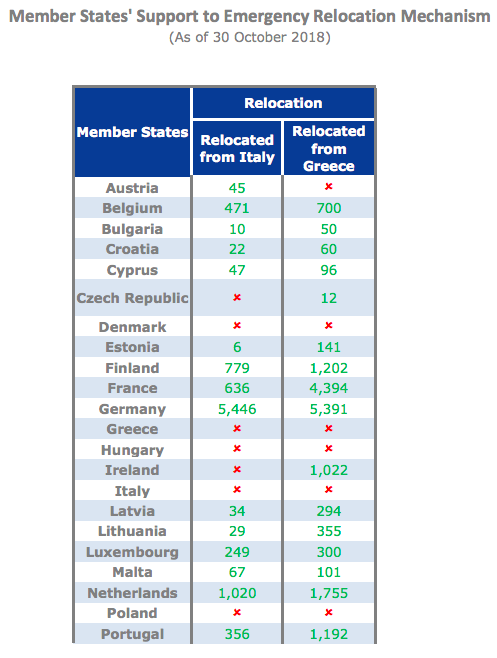 Member States' Support to Emergency Relocation Mechanism
(As of 30 October 2018)
Member States Relocation
Relocated from Italy Relocated from Greece
Austria 45 ×
Belgium 471 700
Bulgaria 10 50
Croatia 22 60
Cyprus 47 96
Czech Republic × 12
Denmark × ×
Estonia 6 141
Finland 779 1,202
France 636 4,394
Germany 5,446 5,391
Greece × ×
Hungary × ×
Ireland × 1,022
Italy × ×
Latvia 34 294
Lithuania 29 355
Luxembourg 249 300
Malta 67 101
Netherlands 1,020 1,755
Poland × ×
Portugal 356 1,192